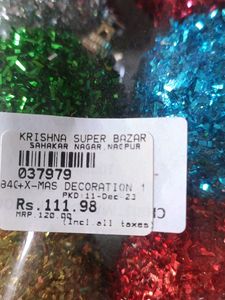 KRISHNA SUPER BAZAR
SAHAKAR NAGAR,NAGPUR
037979
X-MAS DECORATION 1
PKD:11-Dec-23
Rs.111.98
MRP.120.00
(Incl.all taxes)